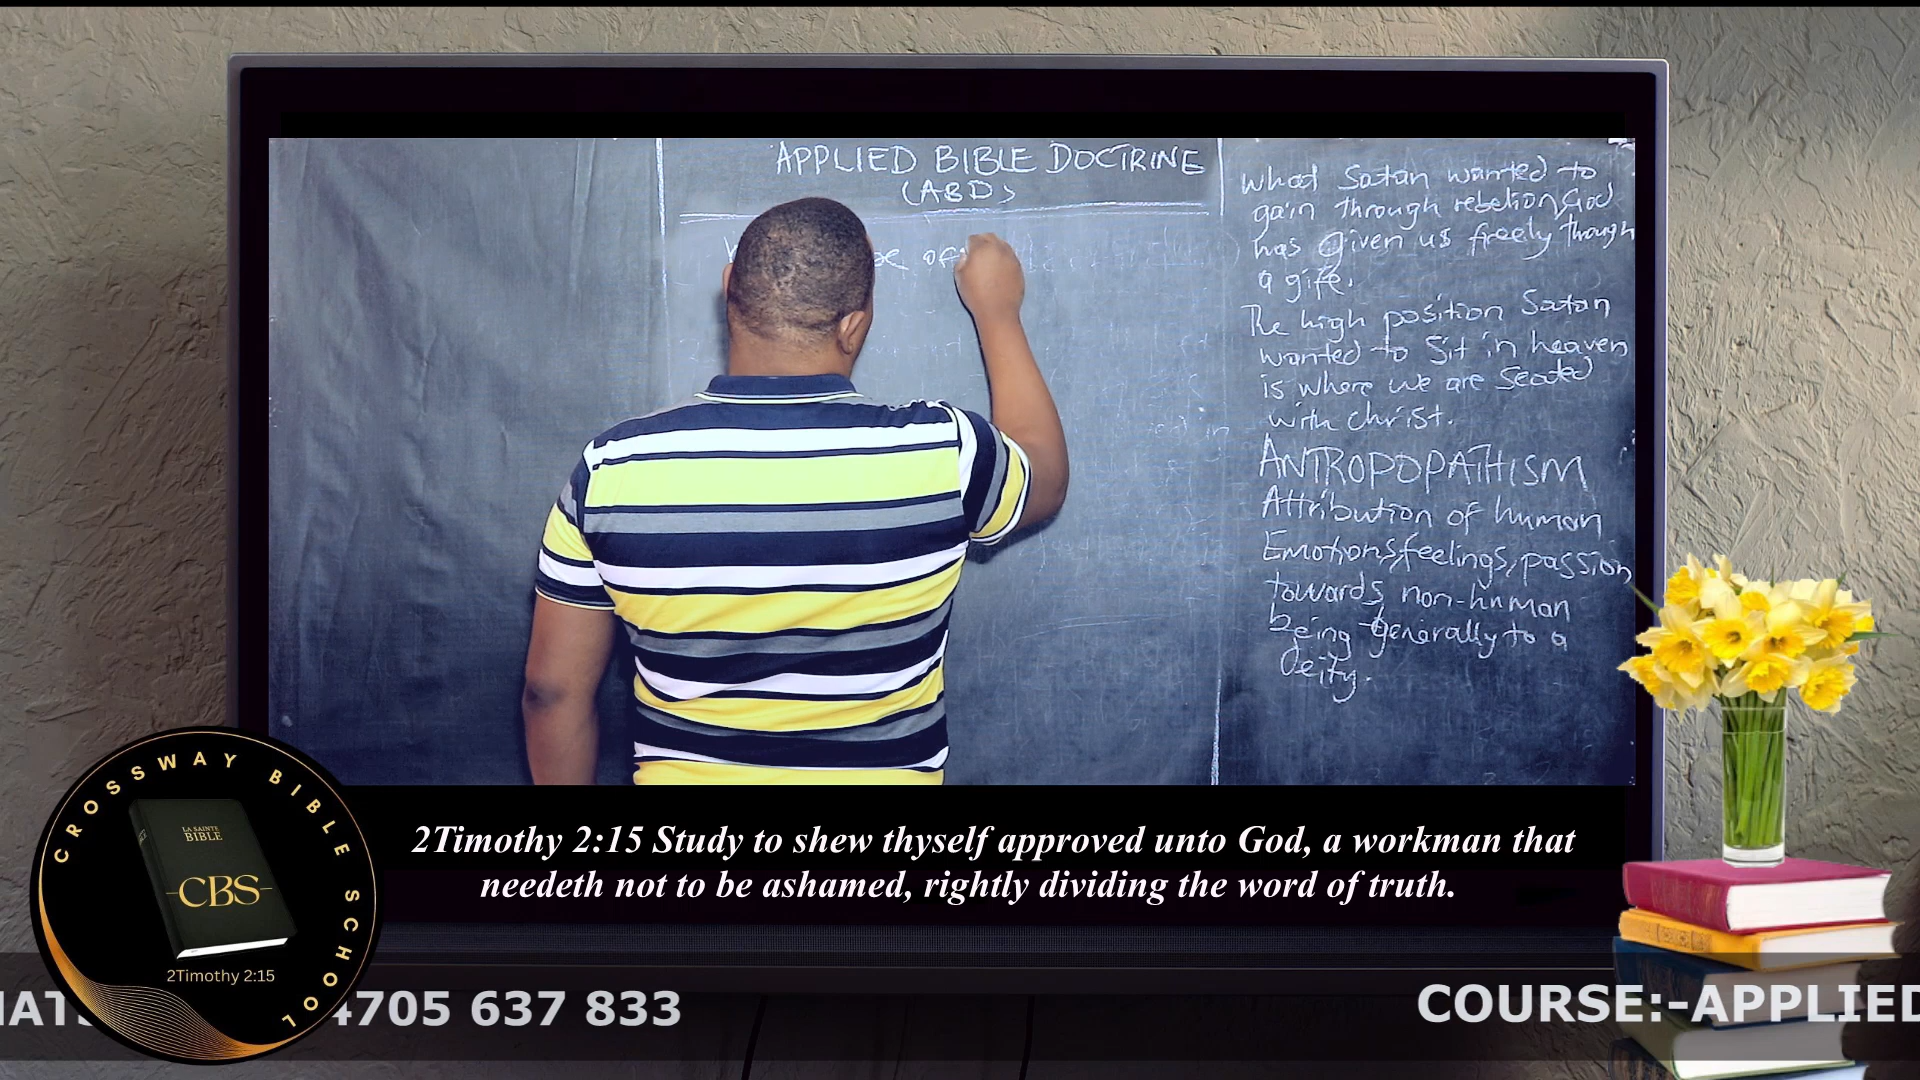 APPLIED BIBLE DOCTRINE
(ABD)
What Satan wanted to
gain through rebelion, God
has given us freely through
a gift.
The high position Satan
wanted to Sit in heaven
is where we are Seated
with christ.
ANTROPOPATHISM
Attribution of human
Emotions, feelings, passion
towards non-human
being generally to a
deity.
2Timothy 2:15 Study to shew thyself approved unto God, a workman that
needeth not to be ashamed, rightly dividing the word of truth.
CROSSWAY BIBLE SCHOOL
LA SAINTE
BIBLE
CBS
2Timothy 2:15
4705 637 833
COURSE:-APPLIED